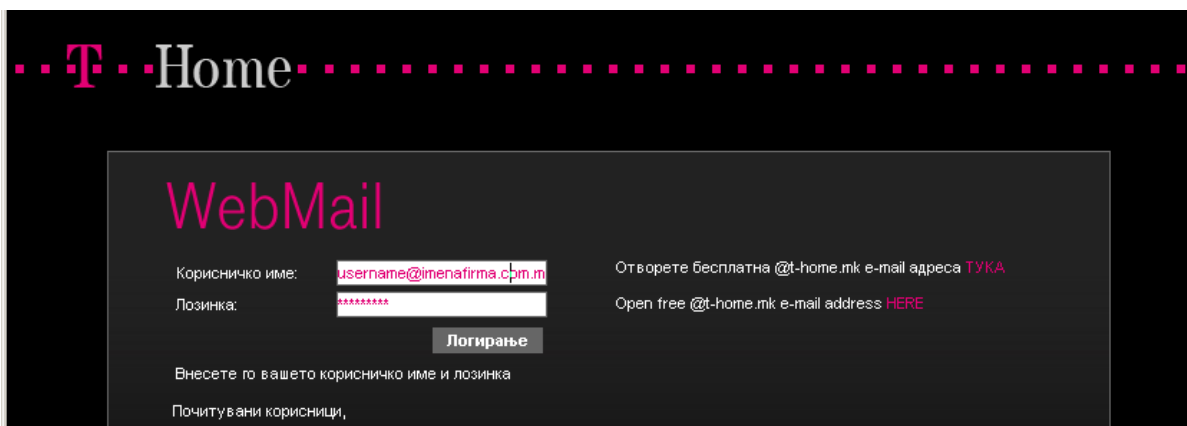 T Home
WebMail
Корисничко име: username@imenafirma.com.m
Лозинка: *********
Логирање
Внесете го вашето корисничко име и лозинка
Почитувани корисници,
Отворете бесплатна @t-home.mk e-mail адреса ТУКА
Open free @t-home.mk e-mail address HERE